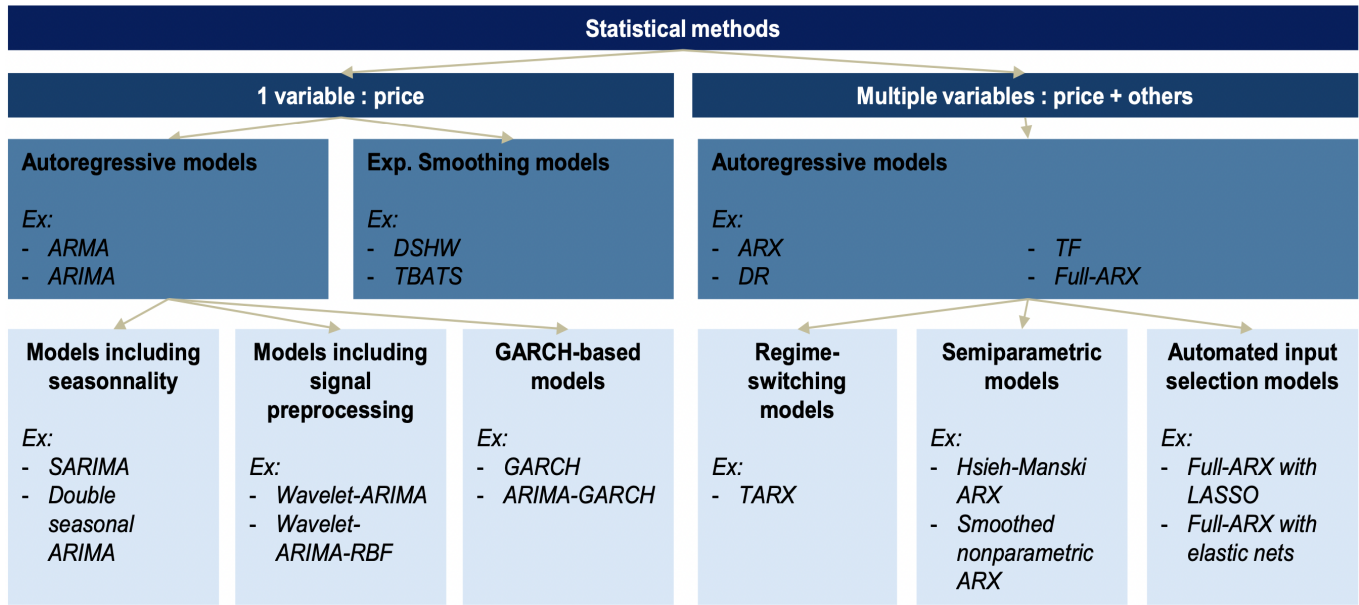 Statistical methods
1 variable : price
Multiple variables : price + others
Autoregressive models
Ex:
- ARMA
- ARIMA
Exp. Smoothing models
Ex:
- DSHW
- TBATS
Autoregressive models
Ex:
- ARX
- DR
- TF
- Full-ARX
Models including
seasonnality
Ex:
- SARIMA
- Double
seasonal
ARIMA
Models including
signal
preprocessing
Ex:
- Wavelet-ARIMA
- Wavelet-
ARIMA-RBF
GARCH-based
models
Ex:
- GARCH
- ARIMA-GARCH
Regime-
switching
models
Ex:
- TARX
Semiparametric
models
Ex:
- Hsieh-Manski
ARX
- Smoothed
nonparametric
ARX
Automated input
selection models
Ex:
- Full-ARX with
LASSO
- Full-ARX with
elastic nets